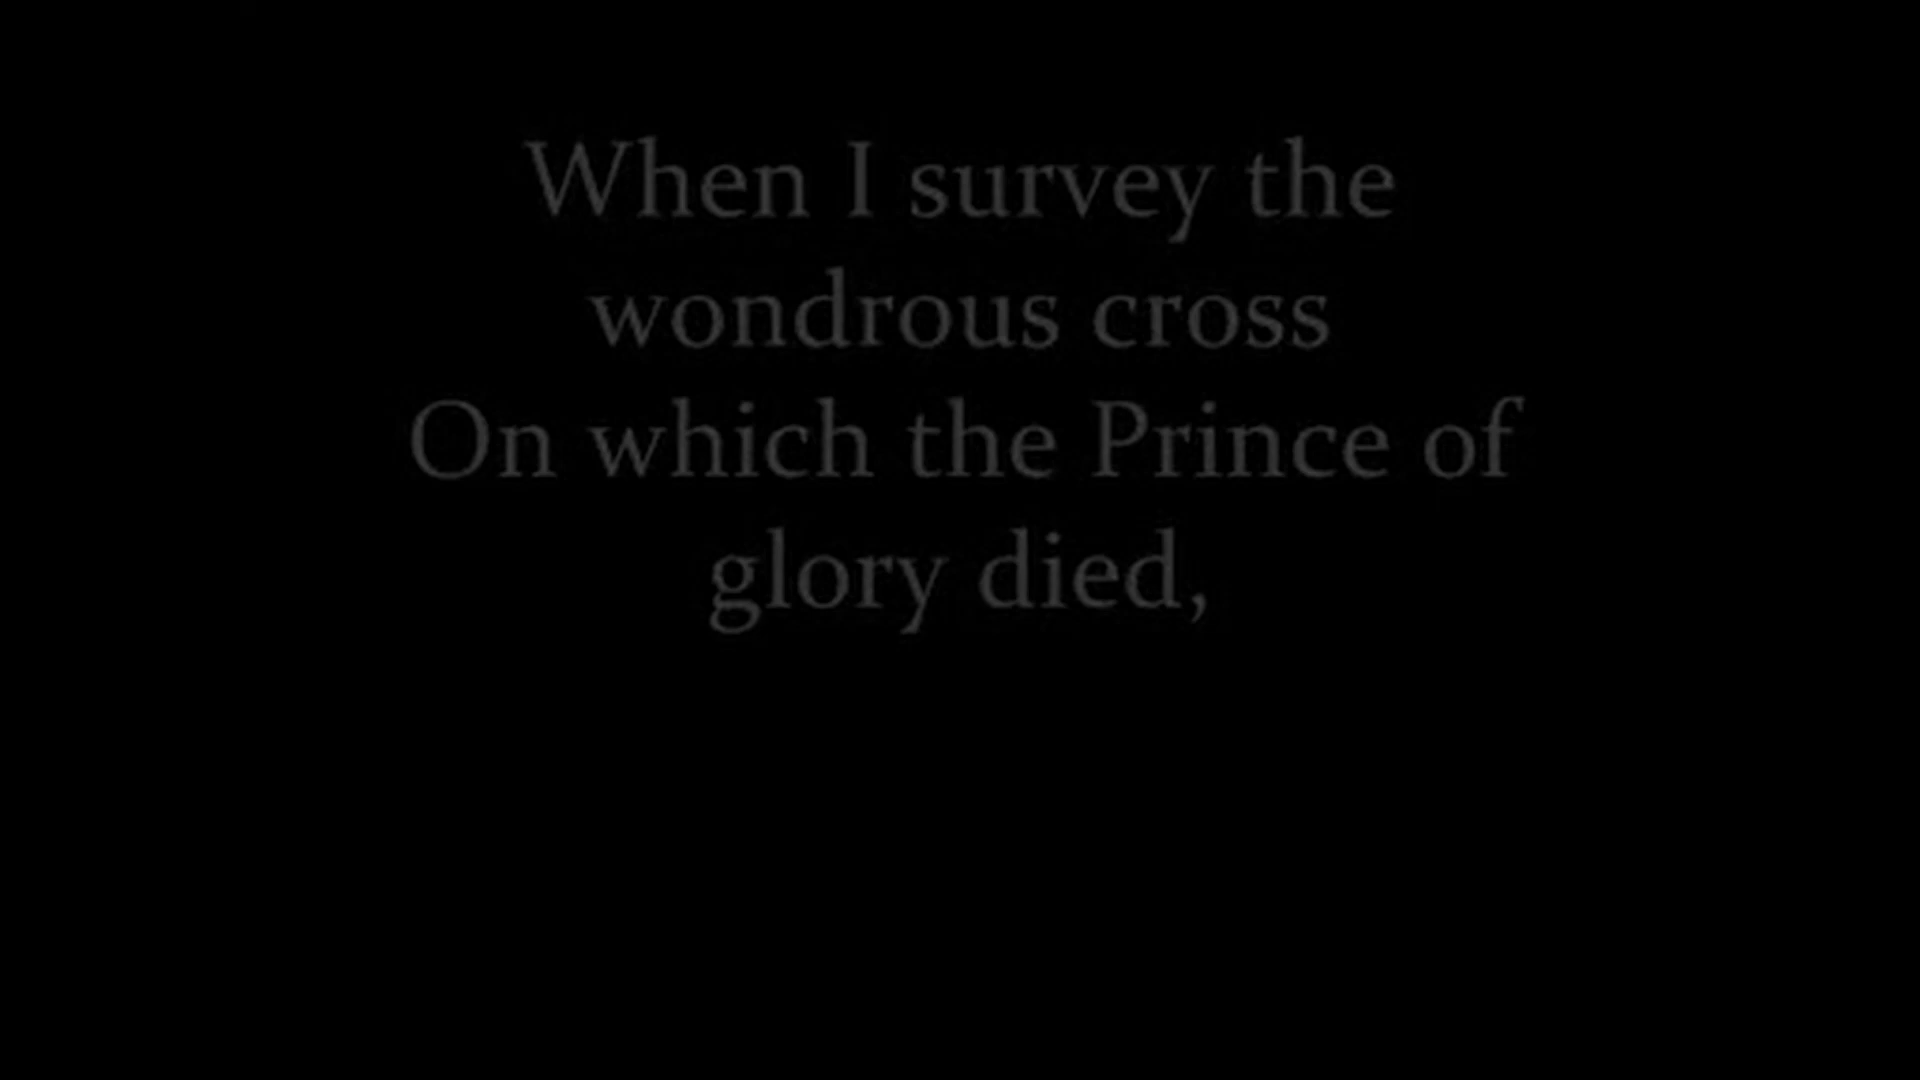 When I survey the
wondrous cross
On which the Prince of
glory died,